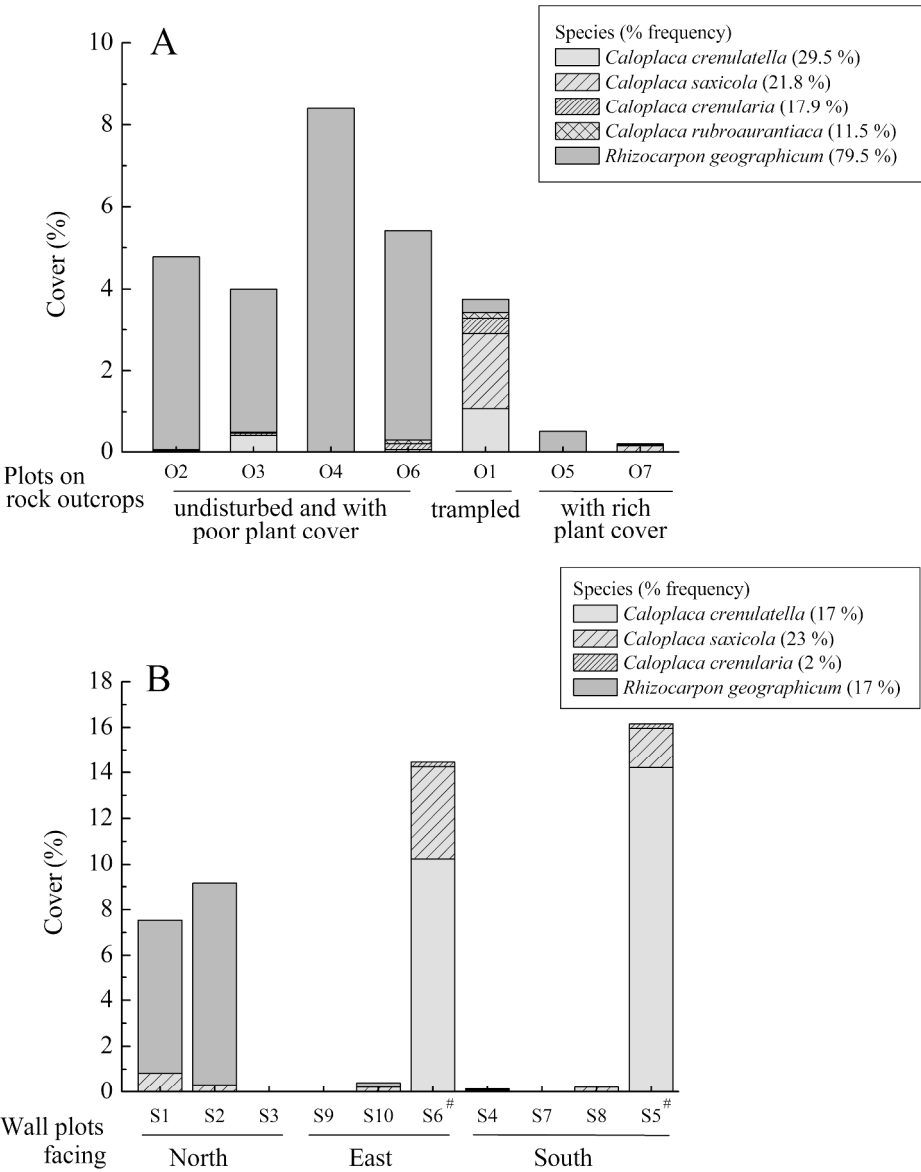 A
Species (% frequency)
Caloplaca crenulatella (29.5 %)
Caloplaca saxicola (21.8 %)
Caloplaca crenularia (17.9 %)
Caloplaca rubroaurantiaca (11.5 %)
Rhizocarpon geographicum (79.5 %)
10
8
6
4
2
0
Cover (%)
Plots on
rock outcrops
O2 O3 O4 O6 O1 O5 O7
undisturbed and with
poor plant cover
trampled
with rich
plant cover
B
Species (% frequency)
Caloplaca crenulatella (17 %)
Caloplaca saxicola (23 %)
Caloplaca crenularia (2 %)
Rhizocarpon geographicum (17 %)
18
16
14
12
10
8
6
4
2
0
Cover (%)
Wall plots
facing
S1 S2 S3 S9 S10 S6# S4 S7 S8 S5#
North East South